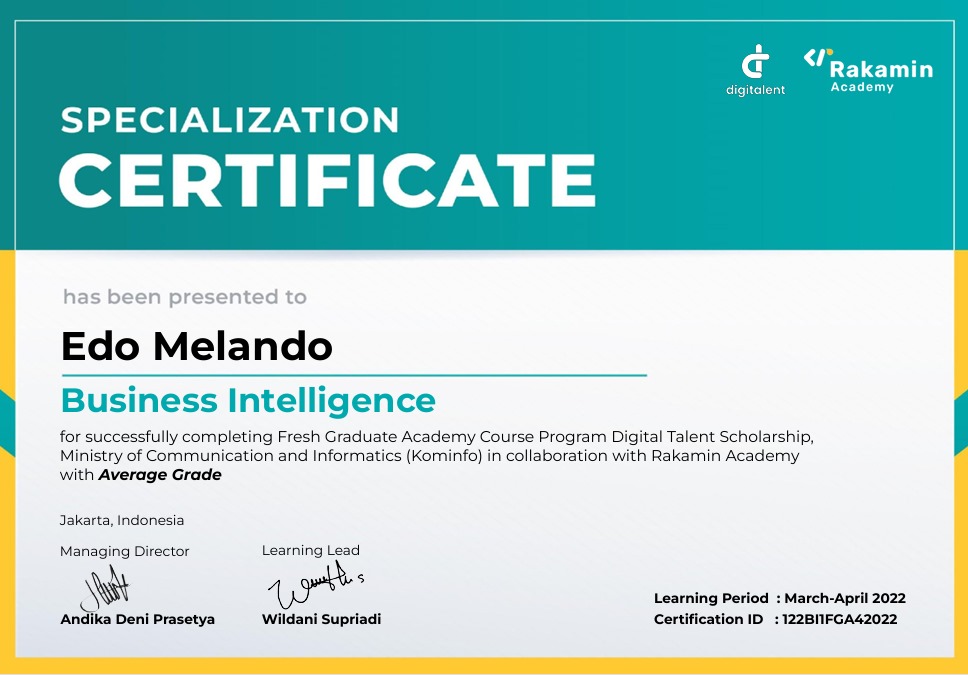 digitalent
Rakamin
Academy
SPECIALIZATION
CERTIFICATE
has been presented to
Edo Melando
Business Intelligence
for successfully completing Fresh Graduate Academy Course Program Digital Talent Scholarship,
Ministry of Communication and Informatics (Kominfo) in collaboration with Rakamin Academy
with Average Grade
Jakarta, Indonesia
Managing Director
Andika Deni Prasetya
Learning Lead
Wildani Supriadi
Learning Period : March-April 2022
Certification ID : 122BI1FGA42022